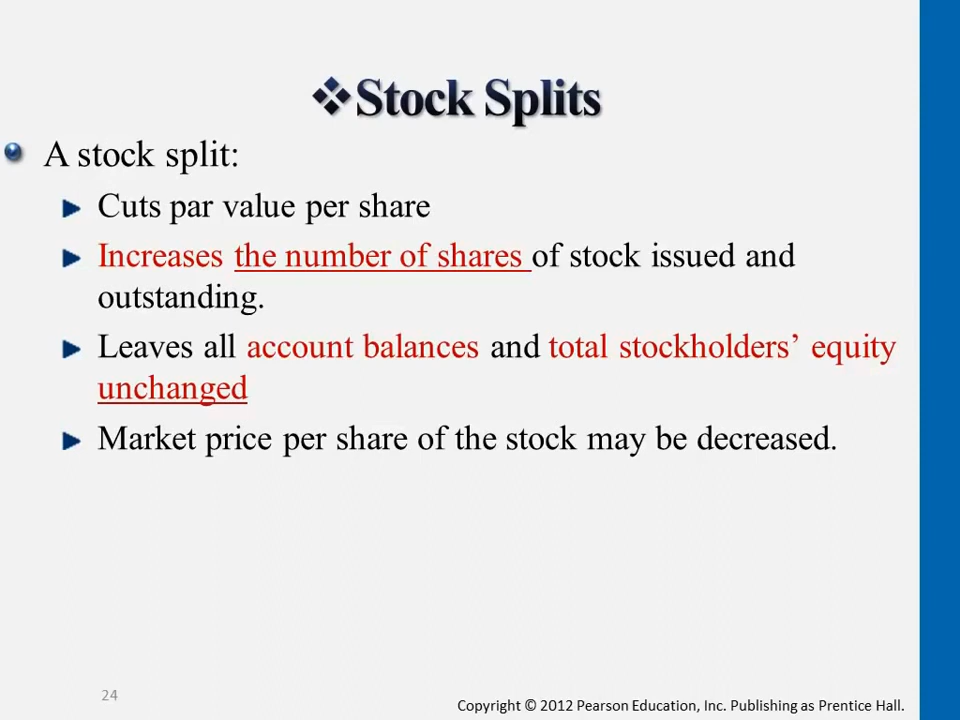 ❖Stock Splits
A stock split:
Cuts par value per share
Increases the number of shares of stock issued and
outstanding.
Leaves all account balances and total stockholders’ equity
unchanged
Market price per share of the stock may be decreased.
24
Copyright © 2012 Pearson Education, Inc. Publishing as Prentice Hall.